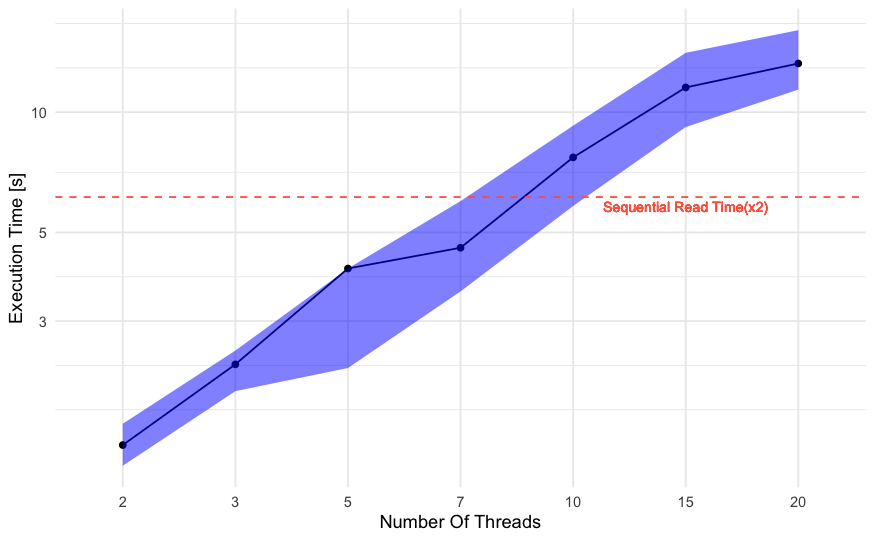 10
5
3
Execution Time [s]
Sequential Read Time(x2)
2 3 5 7 10 15 20
Number Of Threads